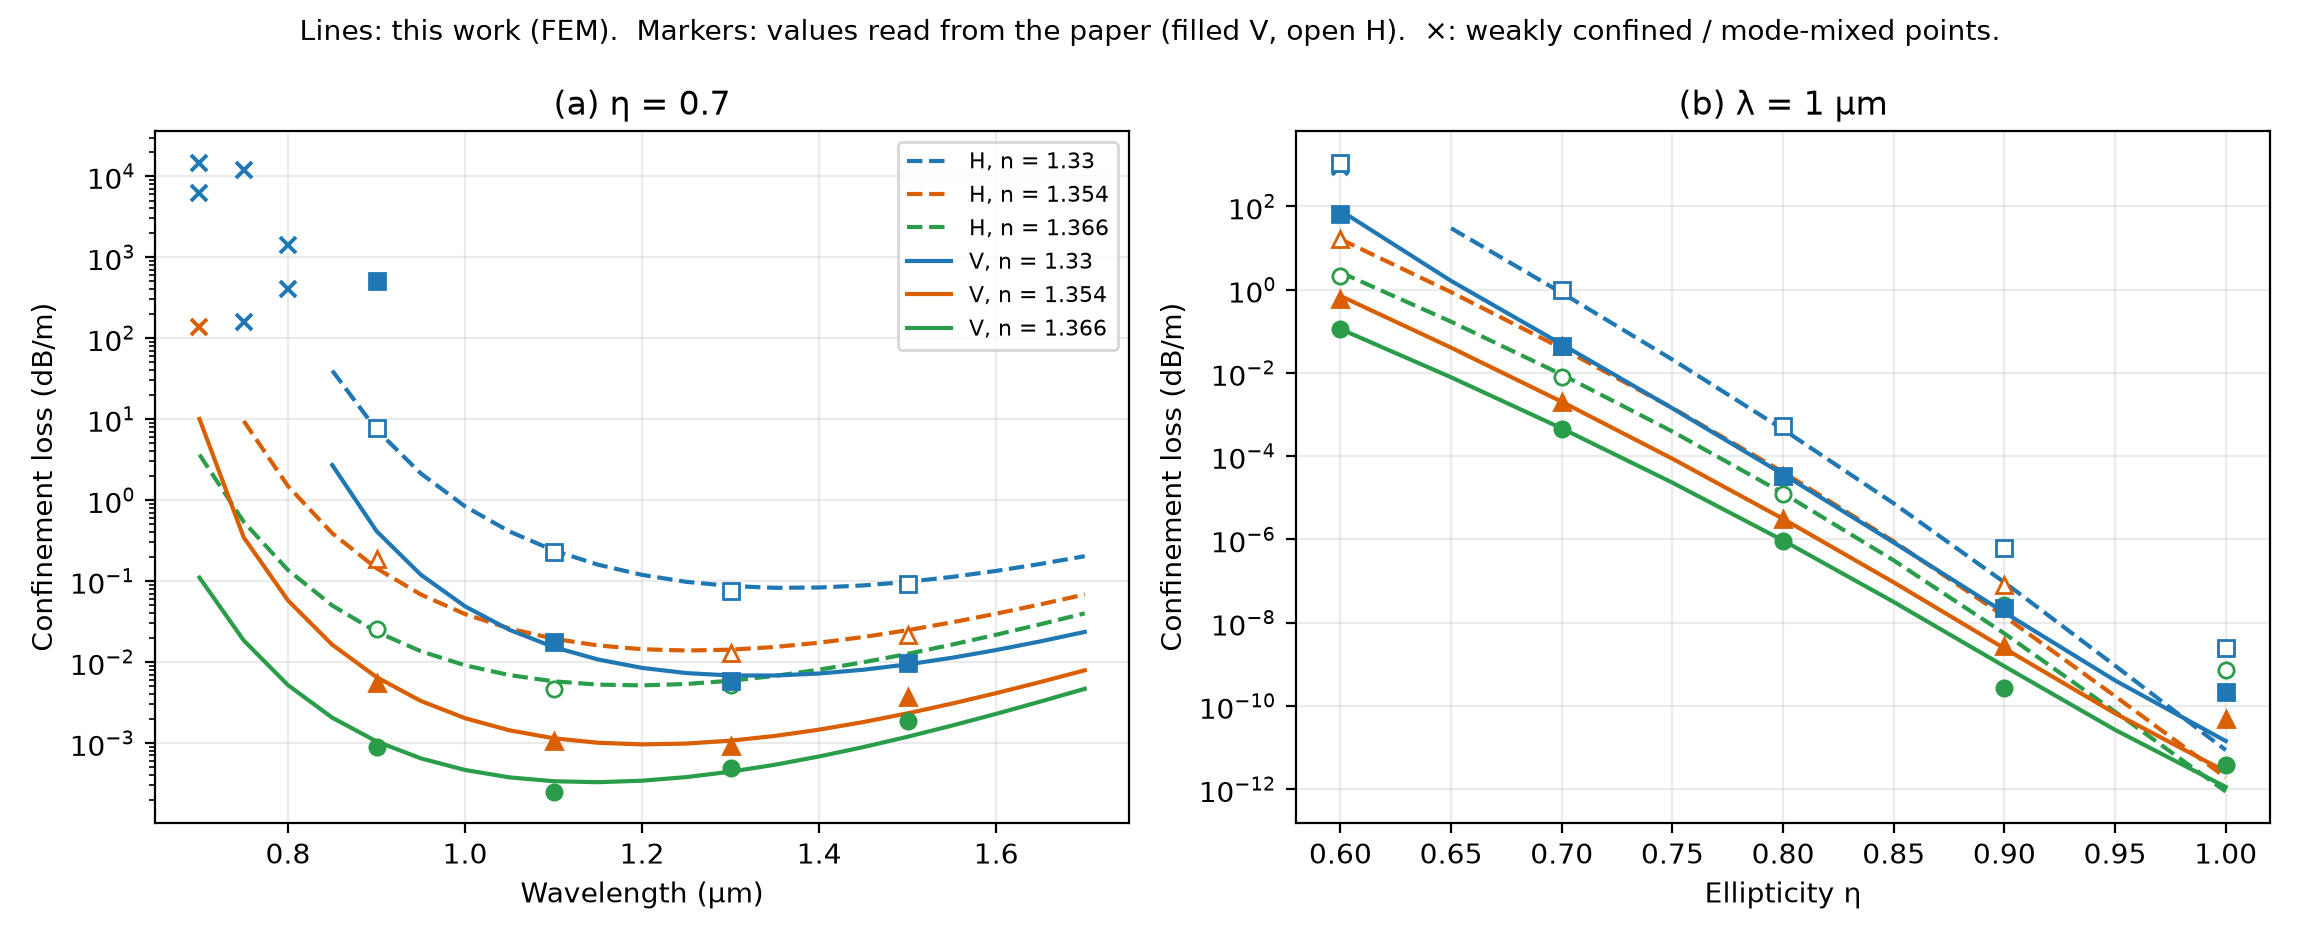 Lines: this work (FEM).  Markers: values read from the paper (filled V, open H).  ×: weakly confined / mode-mixed points.
(a) η = 0.7
Confinement loss (dB/m)
10⁴
10³
10²
10¹
10⁰
10⁻¹
10⁻²
10⁻³
H, n = 1.33
H, n = 1.354
H, n = 1.366
V, n = 1.33
V, n = 1.354
V, n = 1.366
0.8 1.0 1.2 1.4 1.6
Wavelength (µm)
(b) λ = 1 µm
Confinement loss (dB/m)
10²
10⁰
10⁻²
10⁻⁴
10⁻⁶
10⁻⁸
10⁻¹⁰
10⁻¹²
0.60 0.65 0.70 0.75 0.80 0.85 0.90 0.95 1.00
Ellipticity η